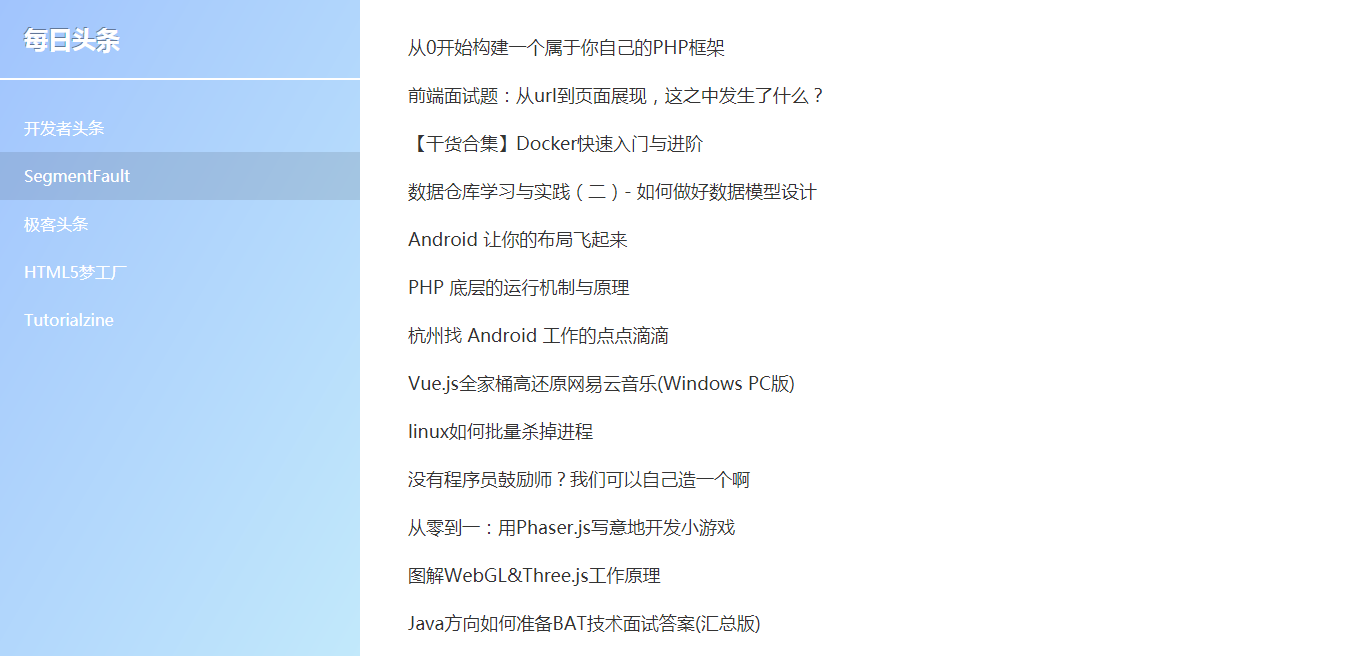 每日头条
开发者头条
SegmentFault
极客头条
HTML5梦工厂
Tutorialzine
从0开始构建一个属于你自己的PHP框架
前端面试题：从url到页面展现，这之中发生了什么？
【干货合集】Docker快速入门与进阶
数据仓库学习与实践（二）- 如何做好数据模型设计
Android 让你的布局飞起来
PHP 底层的运行机制与原理
杭州找 Android 工作的点点滴滴
Vue.js全家桶高还原网易云音乐(Windows PC版)
linux如何批量杀掉进程
没有程序员鼓励师？我们可以自己造一个啊
从零到一：用Phaser.js写意地开发小游戏
图解WebGL&Three.js工作原理
Java方向如何准备BAT技术面试答案(汇总版)